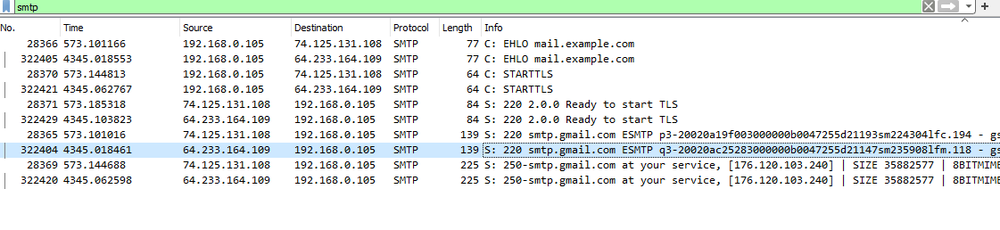 smtp
No. Time Source Destination Protocol Length Info
28366 573.101166 192.168.0.105 74.125.131.108 SMTP 77 C: EHLO mail.example.com
322405 4345.018553 192.168.0.105 64.233.164.109 SMTP 77 C: EHLO mail.example.com
28370 573.144813 192.168.0.105 74.125.131.108 SMTP 64 C: STARTTLS
322421 4345.062767 192.168.0.105 64.233.164.109 SMTP 64 C: STARTTLS
28371 573.185318 74.125.131.108 192.168.0.105 SMTP 84 S: 220 2.0.0 Ready to start TLS
322429 4345.103823 64.233.164.109 192.168.0.105 SMTP 84 S: 220 2.0.0 Ready to start TLS
28365 573.101016 74.125.131.108 192.168.0.105 SMTP 139 S: 220 smtp.gmail.com ESMTP p3-20020a19f003000000b0047255d21193sm224304lfc.194 - gs
322404 4345.018461 64.233.164.109 192.168.0.105 SMTP 139 S: 220 smtp.gmail.com ESMTP q3-20020ac25283000000b0047255d21147sm235908lfm.118 - gs
28369 573.144688 74.125.131.108 192.168.0.105 SMTP 225 S: 250-smtp.gmail.com at your service, [176.120.103.240] | SIZE 35882577 | 8BITMIME
322420 4345.062598 64.233.164.109 192.168.0.105 SMTP 225 S: 250-smtp.gmail.com at your service, [176.120.103.240] | SIZE 35882577 | 8BITMIME